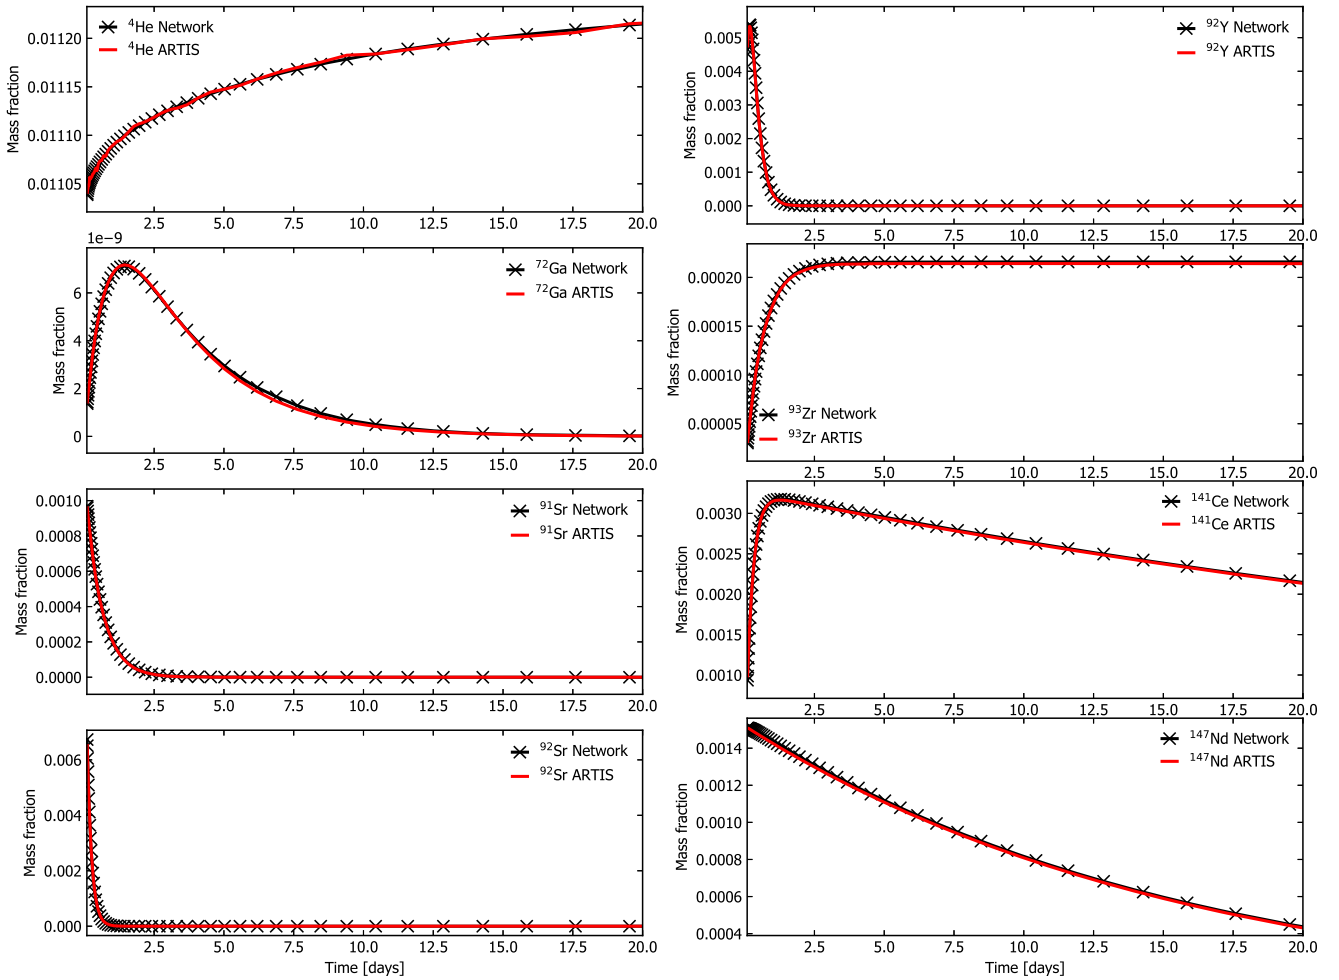 ⁴He Network
⁴He ARTIS
0.01120
0.01115
0.01110
0.01105
Mass fraction
2.5 5.0 7.5 10.0 12.5 15.0 17.5 20.0
1e−9
⁷²Ga Network
⁷²Ga ARTIS
6
4
2
0
Mass fraction
2.5 5.0 7.5 10.0 12.5 15.0 17.5 20.0
⁹¹Sr Network
⁹¹Sr ARTIS
0.0010
0.0008
0.0006
0.0004
0.0002
0.0000
Mass fraction
2.5 5.0 7.5 10.0 12.5 15.0 17.5 20.0
⁹²Sr Network
⁹²Sr ARTIS
0.006
0.004
0.002
0.000
Mass fraction
2.5 5.0 7.5 10.0 12.5 15.0 17.5 20.0
Time [days]
⁹²Y Network
⁹²Y ARTIS
0.005
0.004
0.003
0.002
0.001
0.000
Mass fraction
2.5 5.0 7.5 10.0 12.5 15.0 17.5 20.0
⁹³Zr Network
⁹³Zr ARTIS
0.00020
0.00015
0.00010
0.00005
Mass fraction
2.5 5.0 7.5 10.0 12.5 15.0 17.5 20.0
¹⁴¹Ce Network
¹⁴¹Ce ARTIS
0.0030
0.0025
0.0020
0.0015
0.0010
Mass fraction
2.5 5.0 7.5 10.0 12.5 15.0 17.5 20.0
¹⁴⁷Nd Network
¹⁴⁷Nd ARTIS
0.0014
0.0012
0.0010
0.0008
0.0006
0.0004
Mass fraction
2.5 5.0 7.5 10.0 12.5 15.0 17.5 20.0
Time [days]